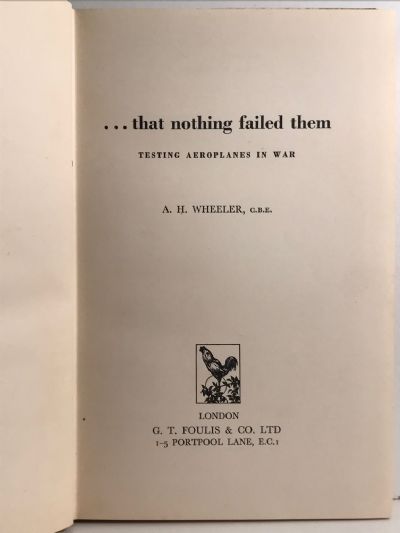 ...that nothing failed them
TESTING AEROPLANES IN WAR
A. H. WHEELER, C.B.E.
LONDON
G. T. FOULIS & CO. LTD
1-5 PORTPOOL LANE, E.C.1